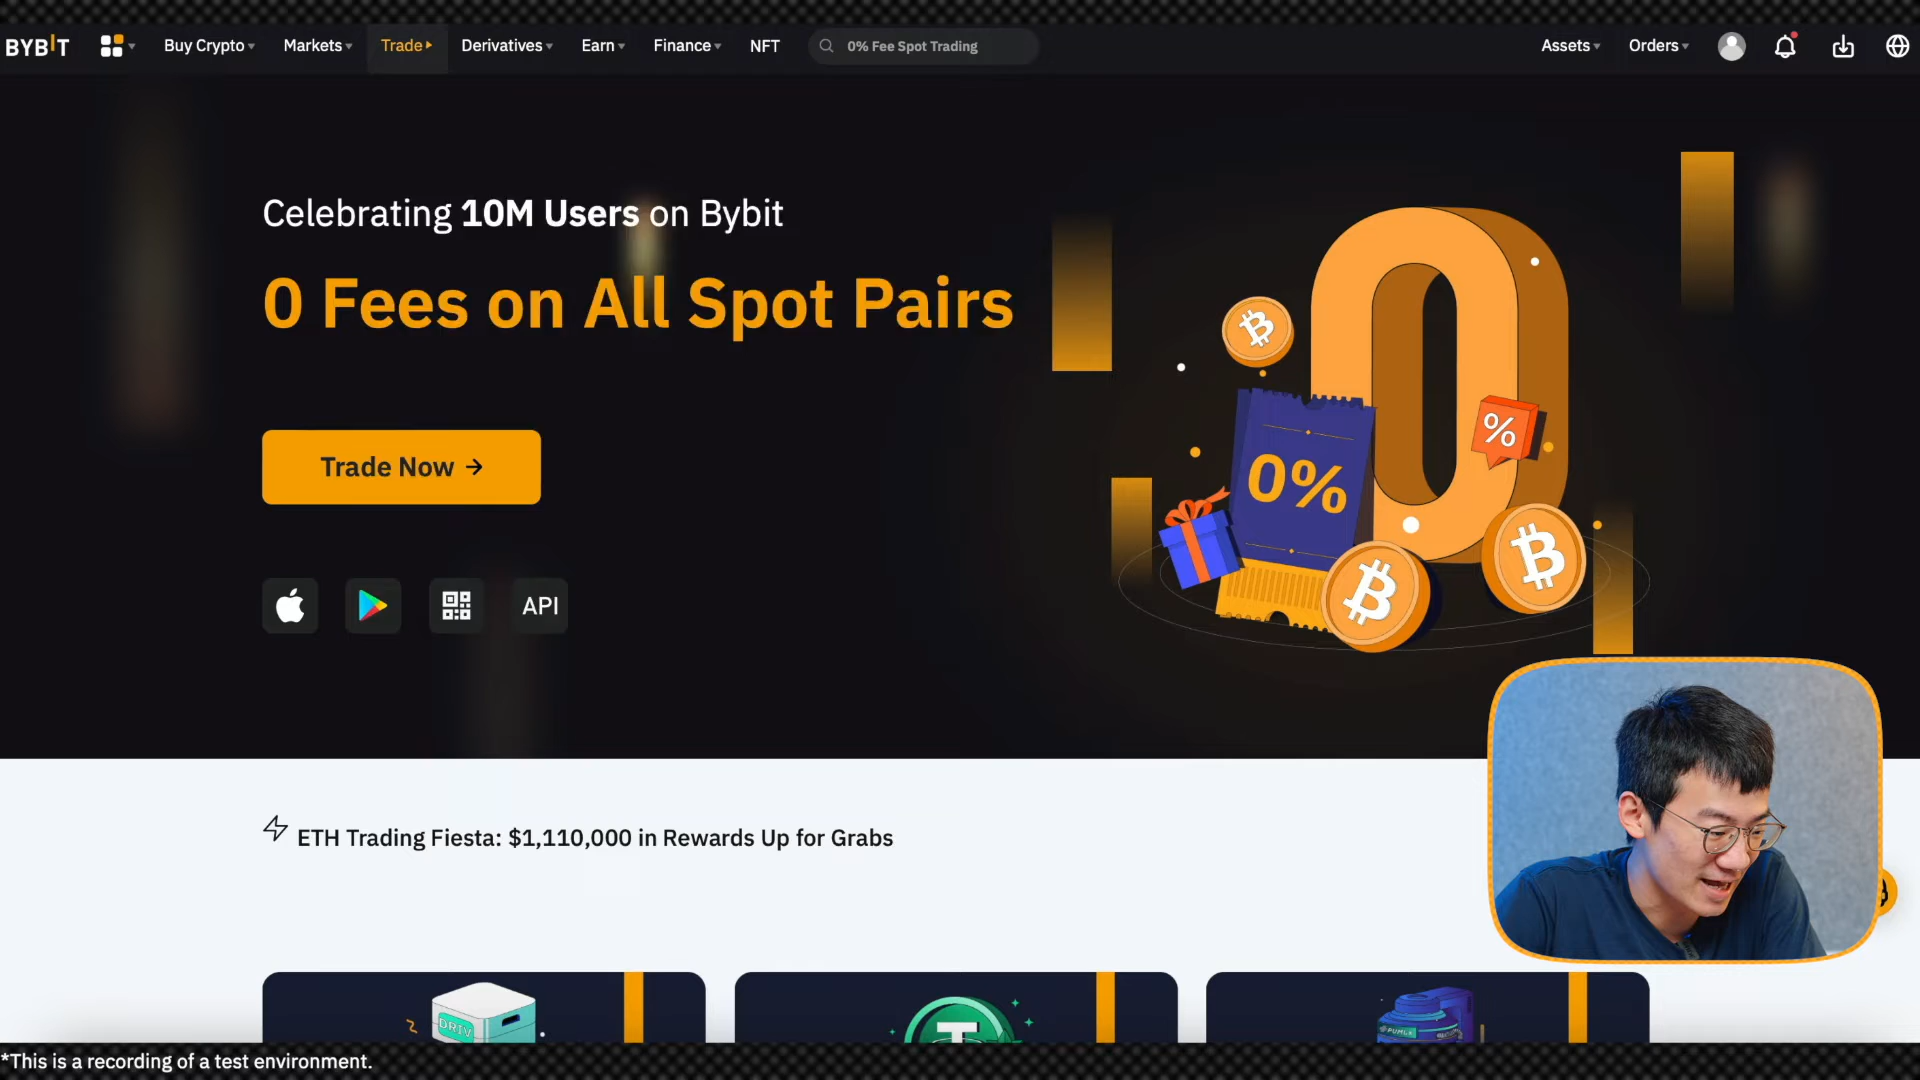 BYBIT
Buy Crypto
Markets
Trade
Derivatives
Earn
Finance
NFT
0% Fee Spot Trading
Assets
Orders
Celebrating 10M Users on Bybit
0 Fees on All Spot Pairs
Trade Now →
API
0%
%
ETH Trading Fiesta: $1,110,000 in Rewards Up for Grabs
DRIV
PUMLx
*This is a recording of a test environment.